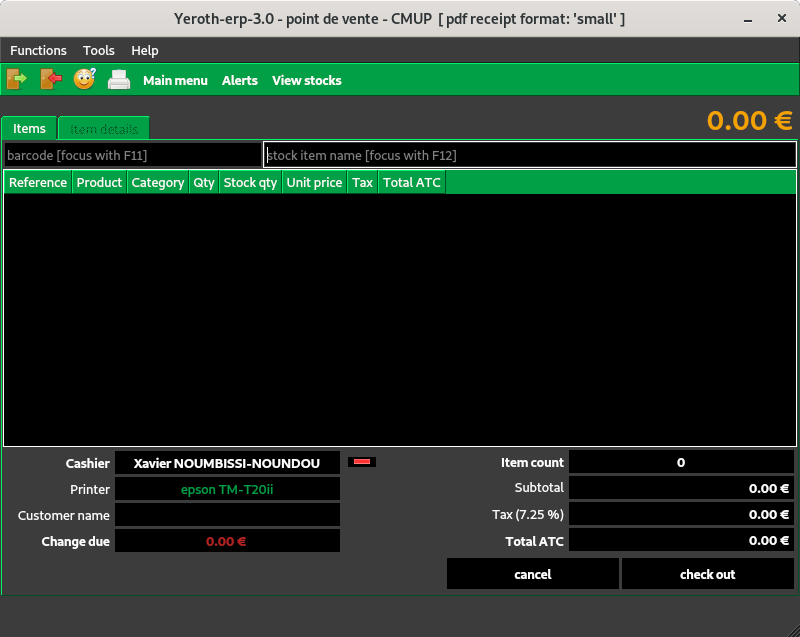 Yeroth-erp-3.0 - point de vente - CMUP [ pdf receipt format: 'small' ]
Functions Tools Help
Main menu Alerts View stocks
0.00 €
Items Item details
barcode [focus with F11] stock item name [focus with F12]
Reference Product Category Qty Stock qty Unit price Tax Total ATC
Cashier Xavier NOUMBISSI-NOUNDOU Item count 0
Printer epson TM-T20ii Subtotal 0.00 €
Customer name Tax (7.25 %) 0.00 €
Change due 0.00 € Total ATC 0.00 €
cancel check out